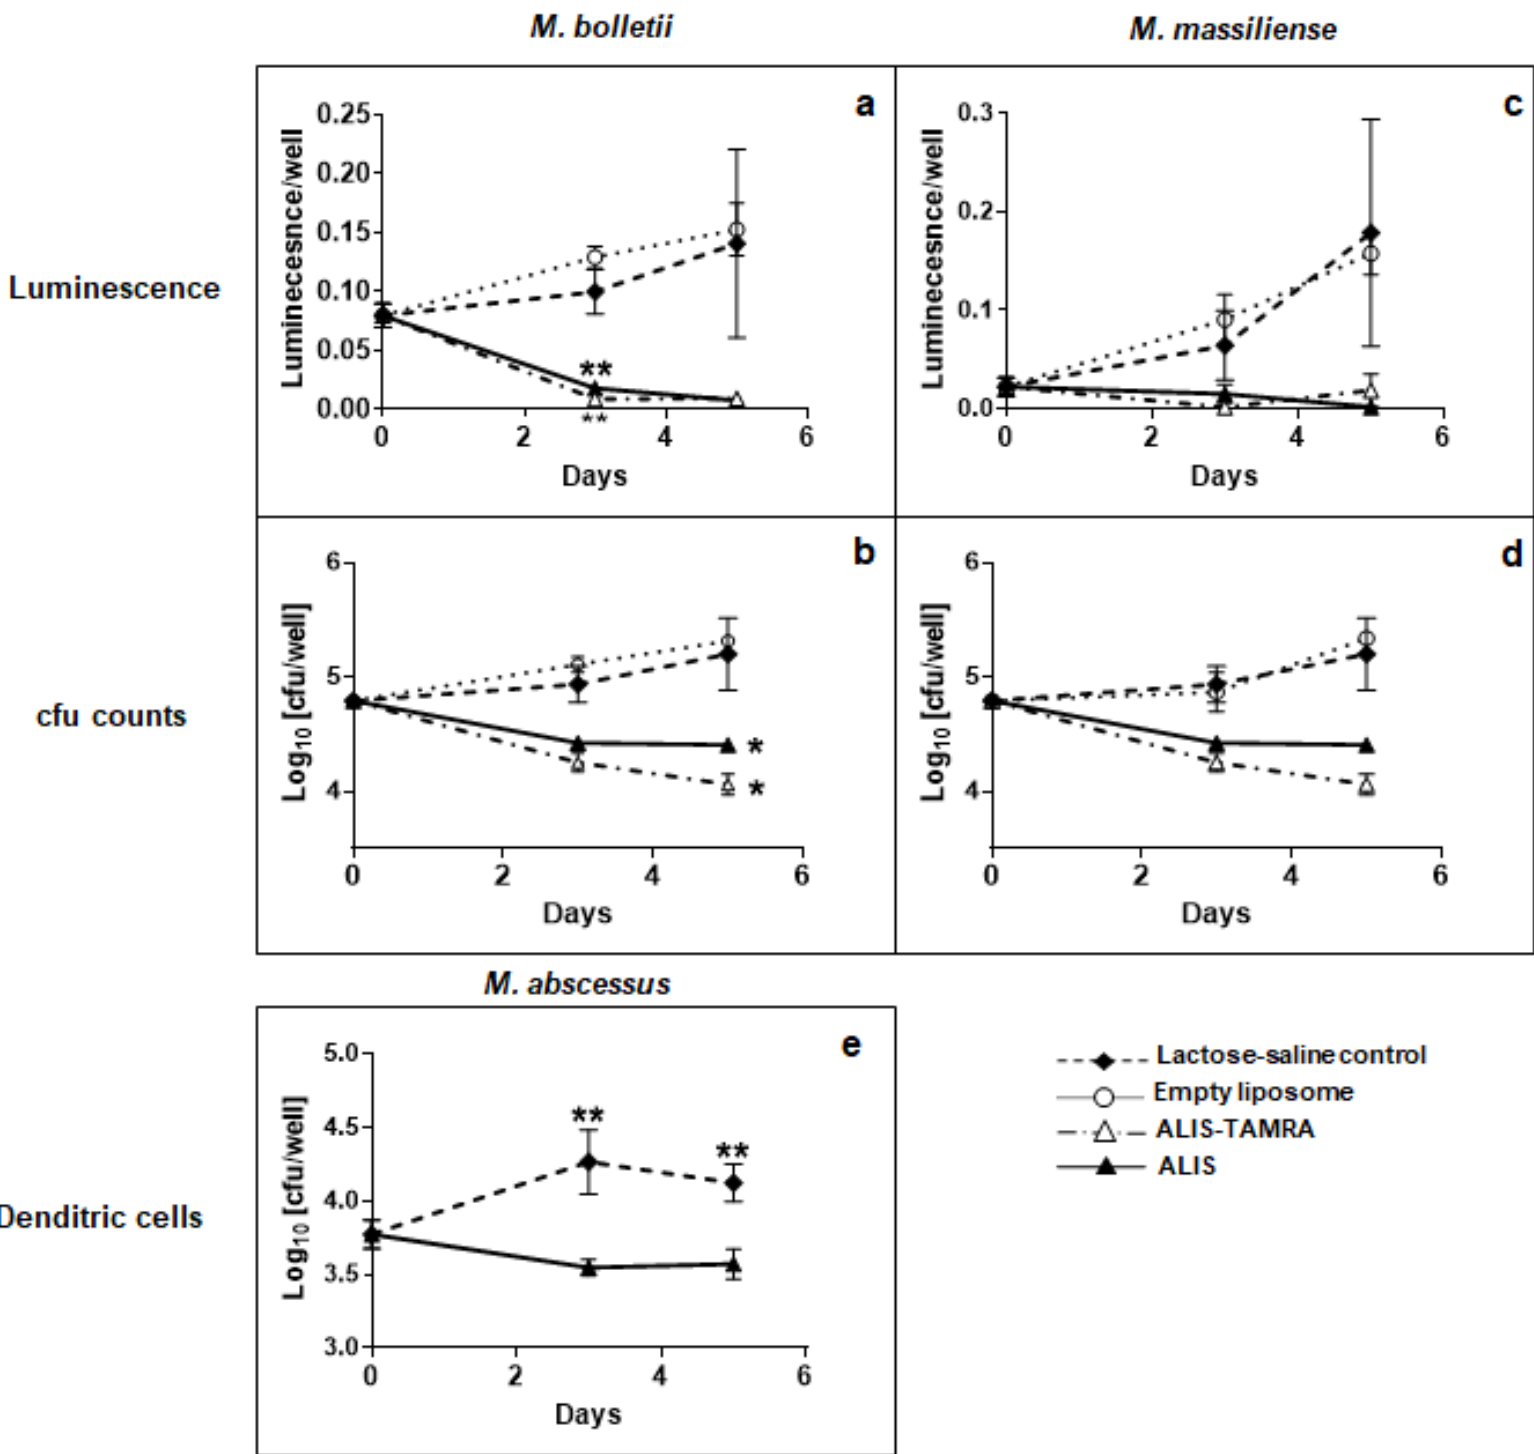 M. bolletii
M. massiliense
Luminescence
a
Luminecesnce/well
0.25
0.20
0.15
0.10
0.05
0.00
**
**
0 2 4 6
Days
c
Luminecesnce/well
0.3
0.2
0.1
0.0
0 2 4 6
Days
cfu counts
b
Log10 [cfu/well]
6
5
4
*
*
0 2 4 6
Days
d
Log10 [cfu/well]
6
5
4
0 2 4 6
Days
M. abscessus
Denditric cells
e
Log10 [cfu/well]
5.0
4.5
4.0
3.5
3.0
**
**
0 2 4 6
Days
Lactose-saline control
Empty liposome
ALIS-TAMRA
ALIS